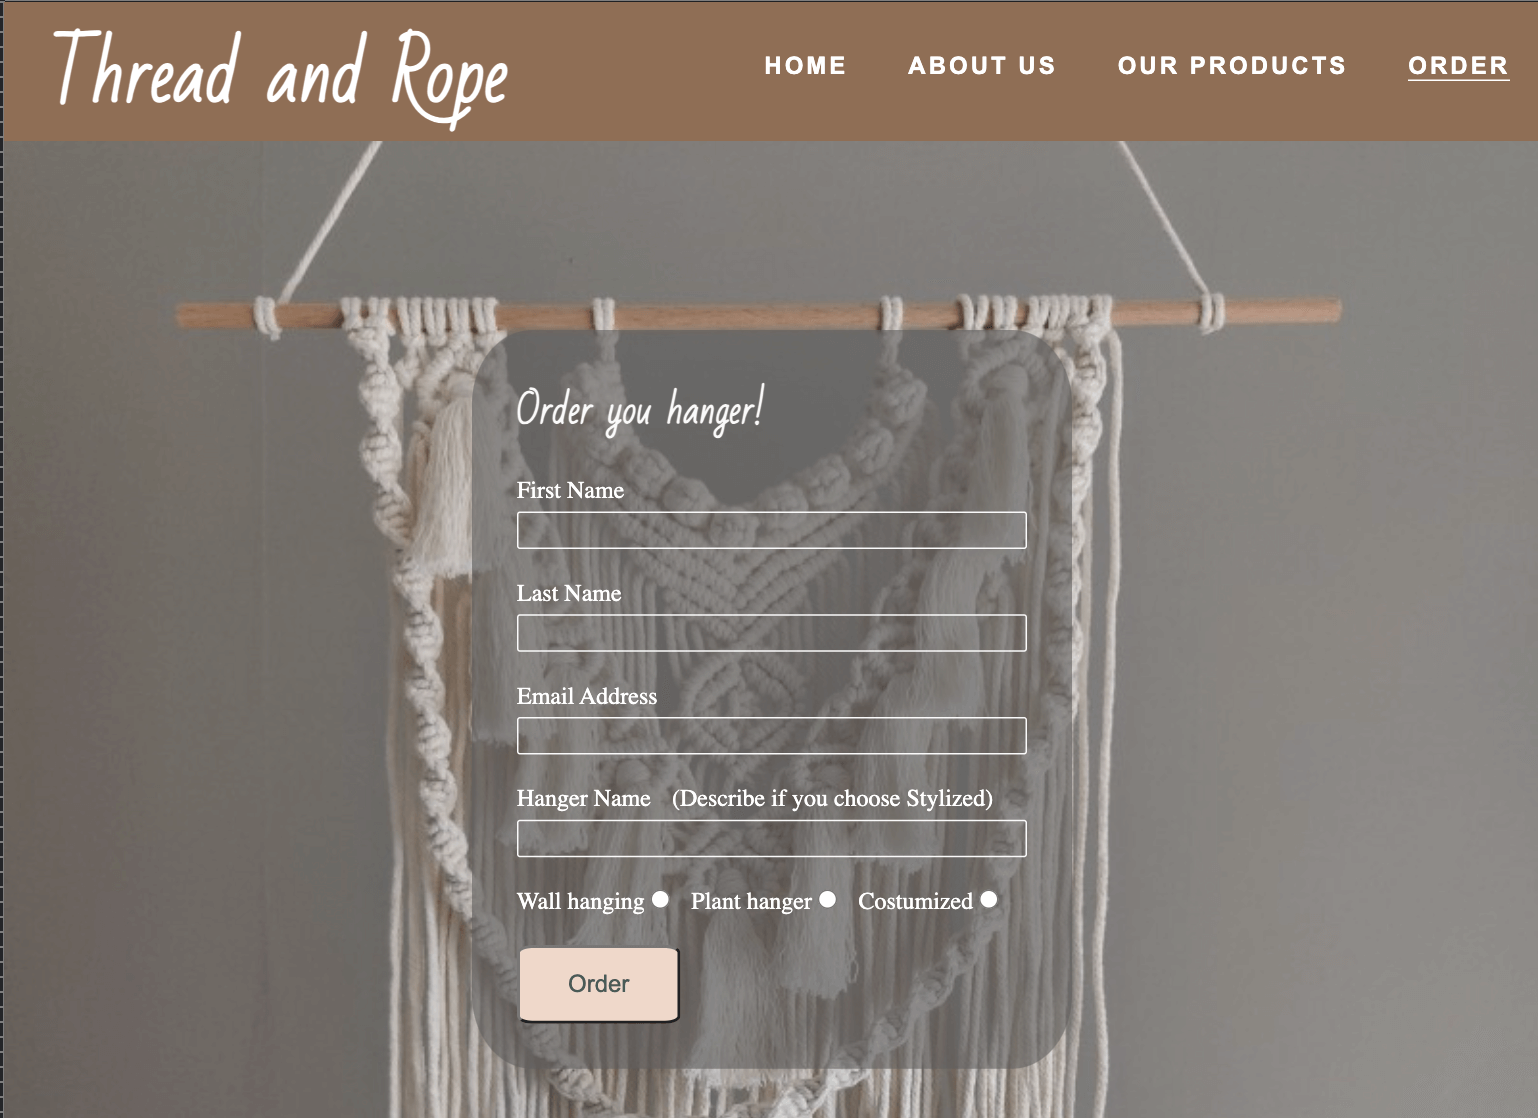 Thread and Rope
HOME ABOUT US OUR PRODUCTS ORDER
Order you hanger!
First Name
Last Name
Email Address
Hanger Name (Describe if you choose Stylized)
Wall hanging Plant hanger Costumized
Order